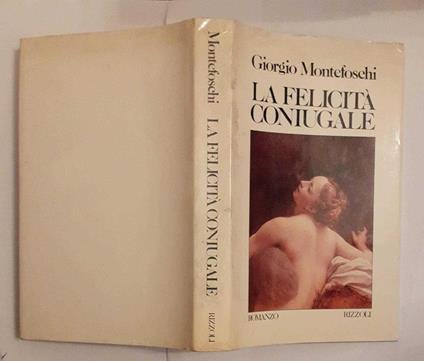 Montefoschi LA FELICITÀ CONIUGALE RIZZOLI
Giorgio Montefoschi
LA FELICITÀ
CONIUGALE
ROMANZO RIZZOLI